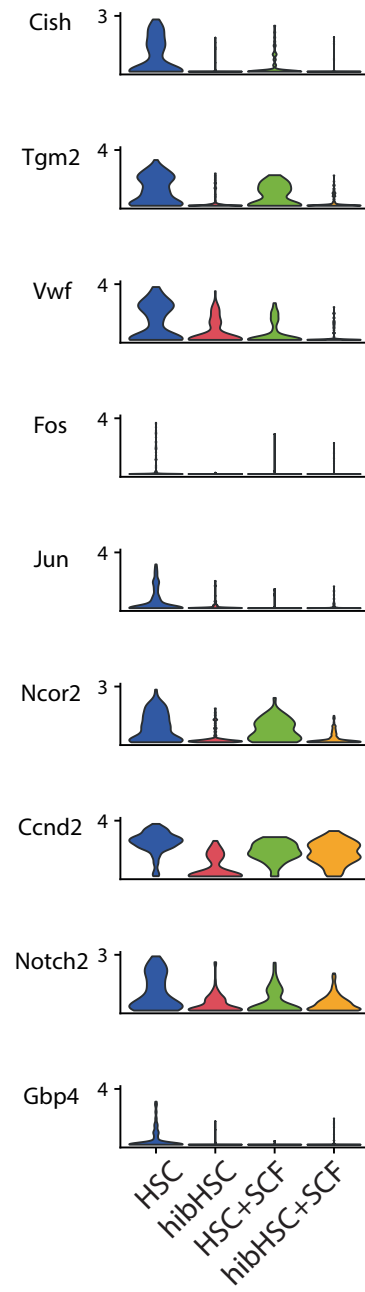 Cish 3
Tgm2 4
Vwf 4
Fos 4
Jun 4
Ncor2 3
Ccnd2 4
Notch2 3
Gbp4 4
HSC
hibHSC
HSC+SCF
hibHSC+SCF